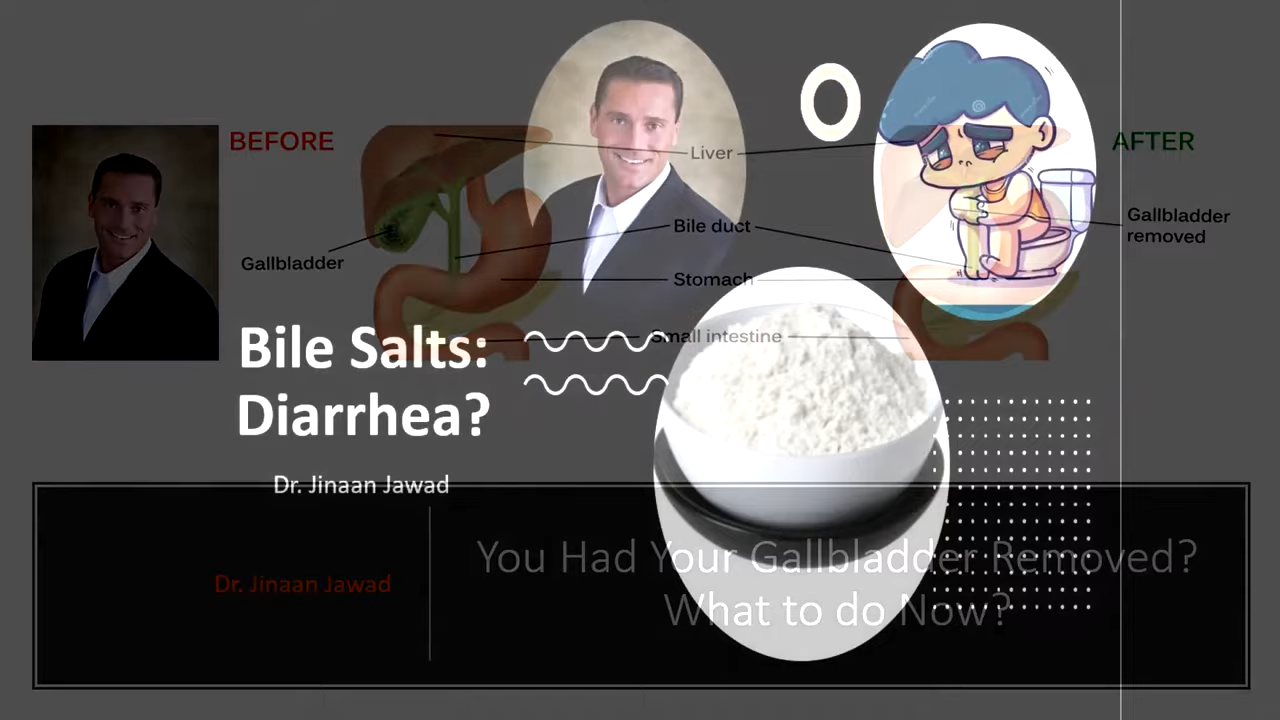 BEFORE
AFTER
Liver
Bile duct
Gallbladder
removed
Gallbladder
Stomach
Small intestine
Bile Salts:
Diarrhea?
Dr. Jinaan Jawad
You Had Your Gallbladder Removed?
What to do Now?
Dr. Jinaan Jawad